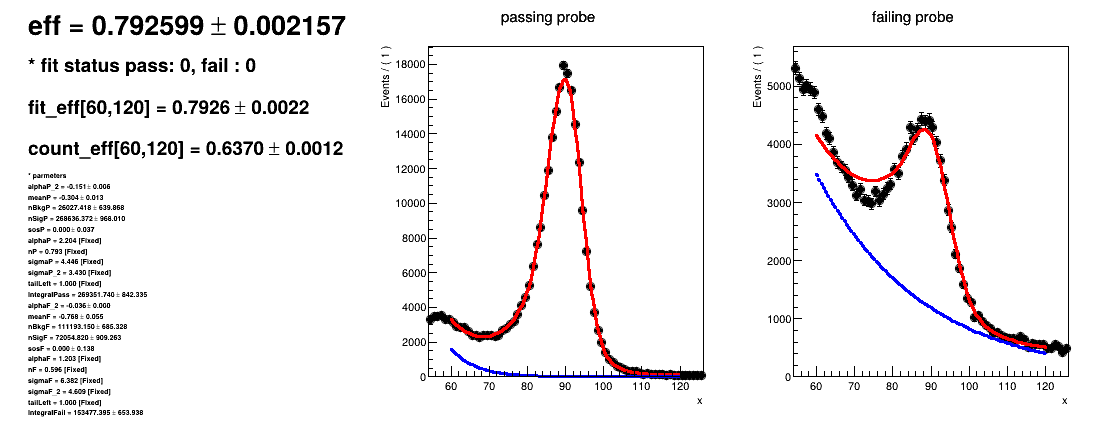 eff = 0.792599 ± 0.002157
* fit status pass: 0, fail : 0
fit_eff[60,120] = 0.7926 ± 0.0022
count_eff[60,120] = 0.6370 ± 0.0012
* parmeters
alphaP_2 = -0.151± 0.006
meanP = -0.304± 0.013
nBkgP = 26027.418± 639.868
nSigP = 268636.372± 968.010
sosP = 0.000± 0.037
alphaP = 2.204 [Fixed]
nP = 0.793 [Fixed]
sigmaP = 4.446 [Fixed]
sigmaP_2 = 3.430 [Fixed]
tailLeft = 1.000 [Fixed]
IntegralPass = 269351.740± 842.335
alphaF_2 = -0.036± 0.000
meanF = -0.768± 0.055
nBkgF = 111193.150± 685.328
nSigF = 72054.820± 909.263
sosF = 0.000± 0.138
alphaF = 1.203 [Fixed]
nF = 0.596 [Fixed]
sigmaF = 6.382 [Fixed]
sigmaF_2 = 4.609 [Fixed]
tailLeft = 1.000 [Fixed]
IntegralFail = 153477.395± 653.938
passing probe
Events / ( 1 )
18000
16000
14000
12000
10000
8000
6000
4000
2000
0
60 70 80 90 100 110 120
x
failing probe
Events / ( 1 )
5000
4000
3000
2000
1000
0
60 70 80 90 100 110 120
x